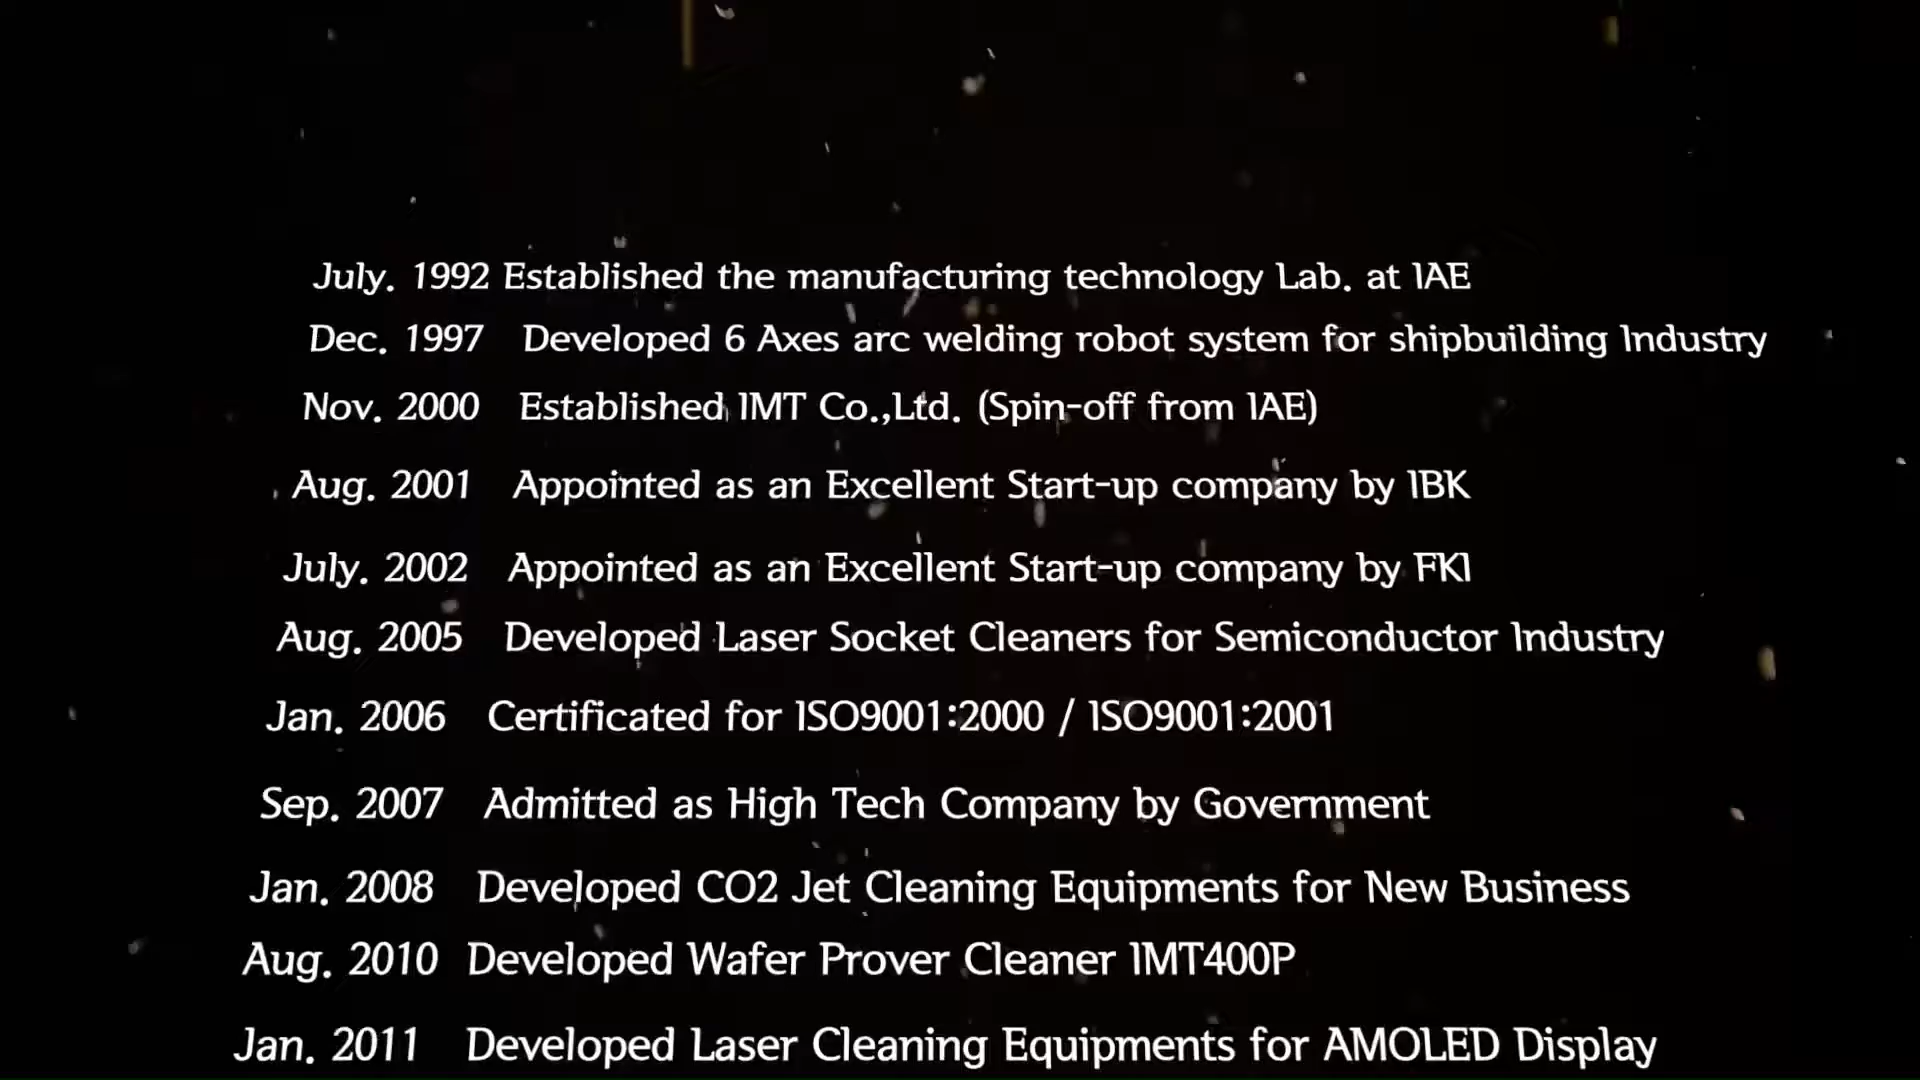 July. 1992 Established the manufacturing technology Lab. at IAE
Dec. 1997 Developed 6 Axes arc welding robot system for shipbuilding Industry
Nov. 2000 Established IMT Co.,Ltd. (Spin-off from IAE)
Aug. 2001 Appointed as an Excellent Start-up company by IBK
July. 2002 Appointed as an Excellent Start-up company by FKI
Aug. 2005 Developed Laser Socket Cleaners for Semiconductor Industry
Jan. 2006 Certificated for ISO9001:2000 / ISO9001:2001
Sep. 2007 Admitted as High Tech Company by Government
Jan. 2008 Developed CO2 Jet Cleaning Equipments for New Business
Aug. 2010 Developed Wafer Prover Cleaner IMT400P
Jan. 2011 Developed Laser Cleaning Equipments for AMOLED Display